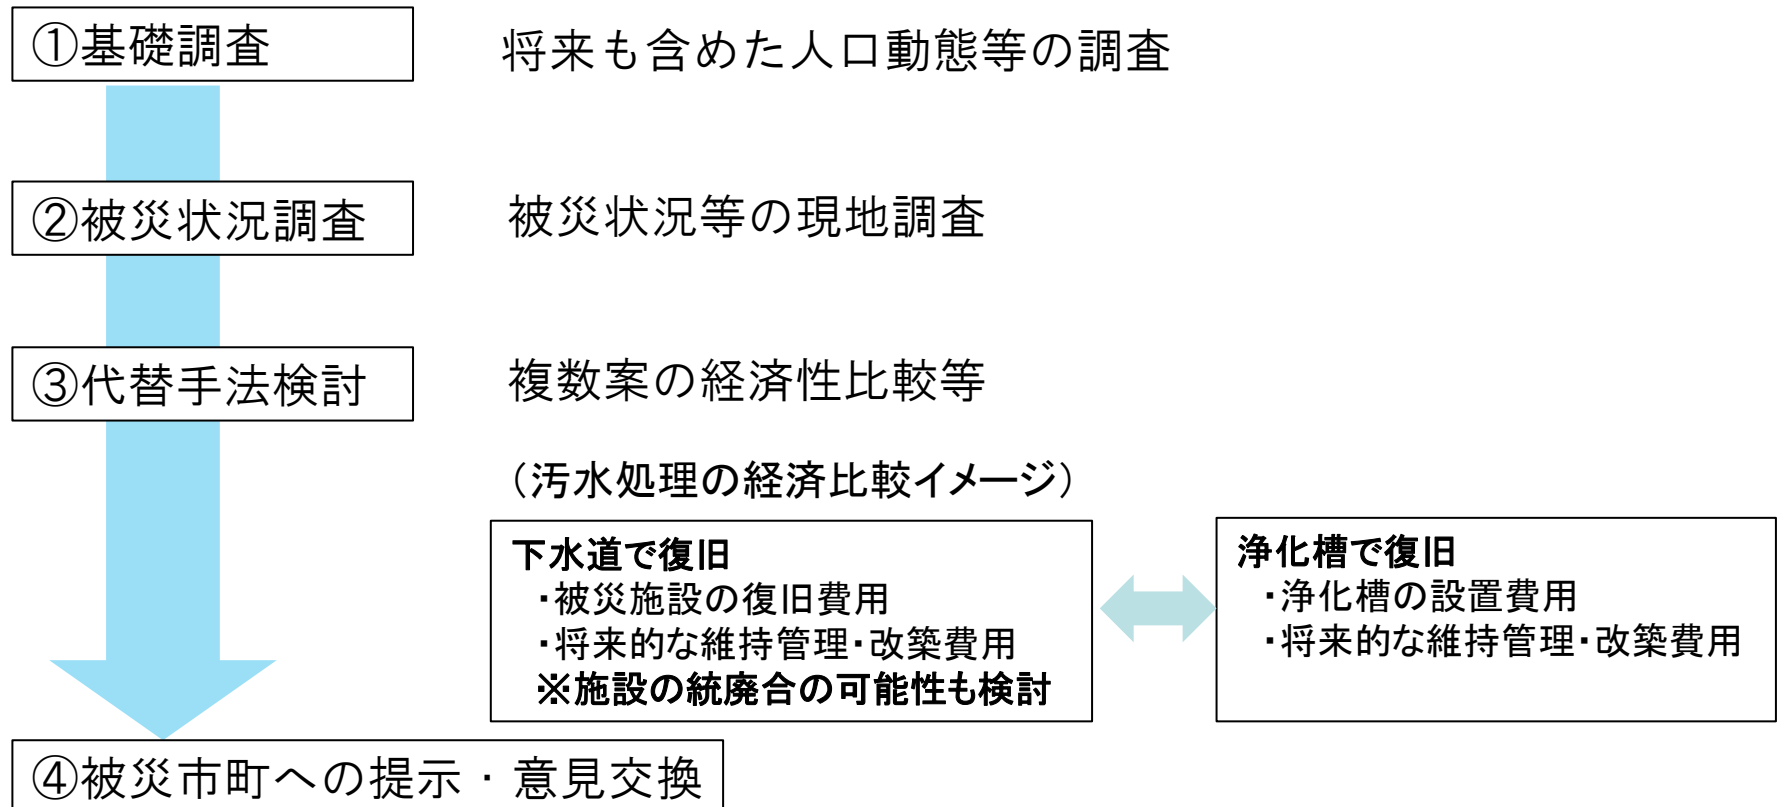 ①基礎調査
将来も含めた人口動態等の調査
②被災状況調査
被災状況等の現地調査
③代替手法検討
複数案の経済性比較等
（汚水処理の経済比較イメージ）
下水道で復旧
・被災施設の復旧費用
・将来的な維持管理・改築費用
※施設の統廃合の可能性も検討
浄化槽で復旧
・浄化槽の設置費用
・将来的な維持管理・改築費用
④被災市町への提示・意見交換